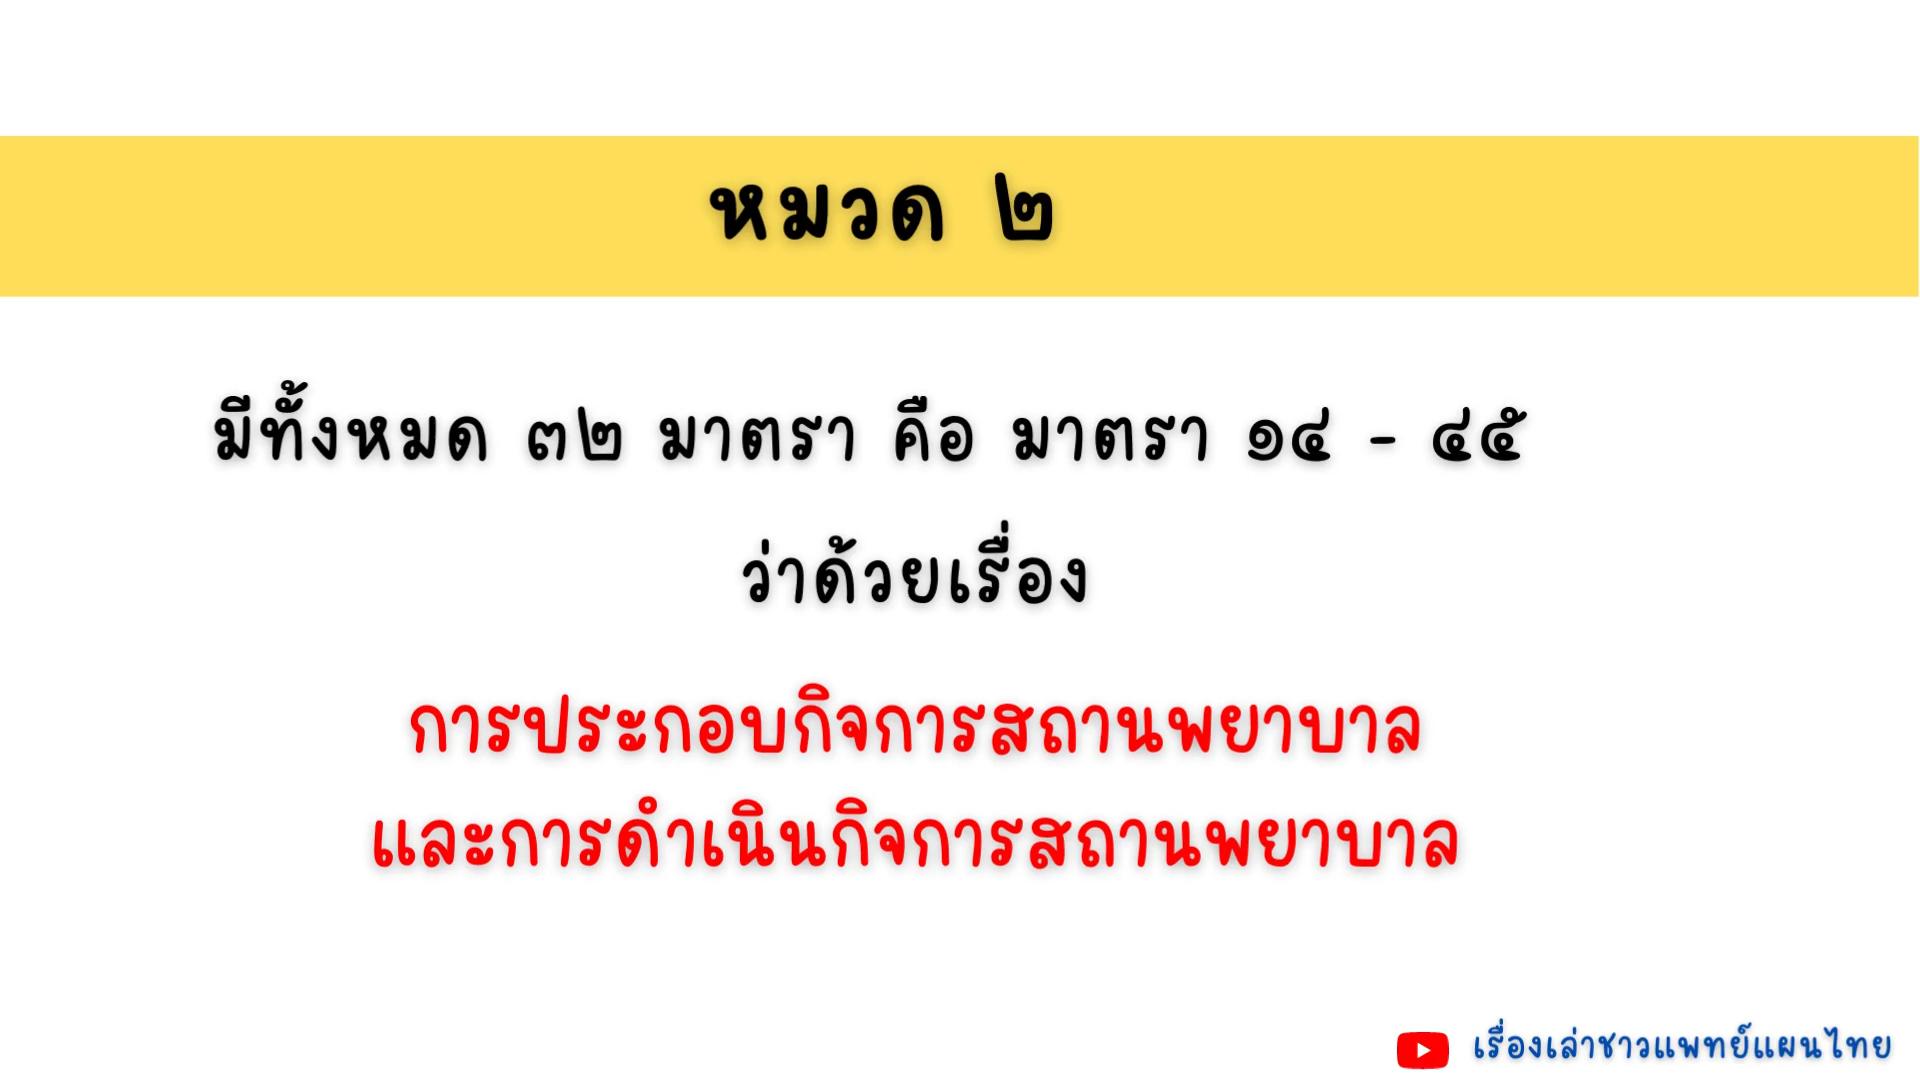 หมวด ๒
มีทั้งหมด ๓๒ มาตรา คือ มาตรา ๑๔ - ๔๕
ว่าด้วยเรื่อง
การประกอบกิจการสถานพยาบาล
และการดำเนินกิจการสถานพยาบาล
เรื่องเล่าชาวแพทย์แผนไทย